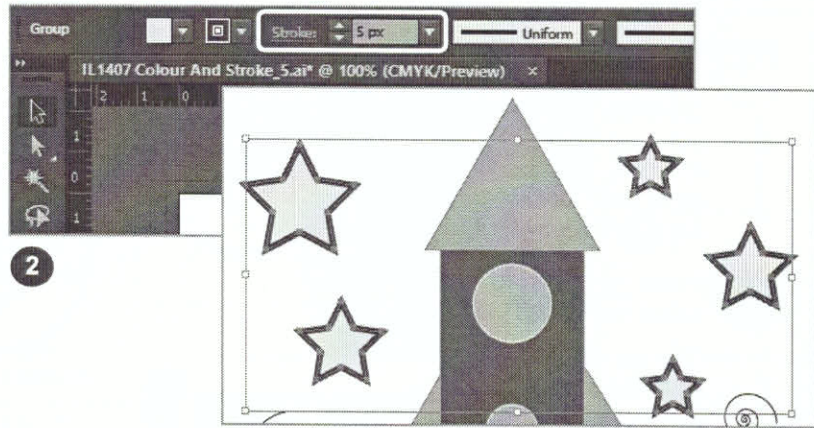 Group Stroke: 5 px Uniform
IL1407 Colour And Stroke_5.ai* @ 100% (CMYK/Preview) ×
2 1 0
1
0
1
2